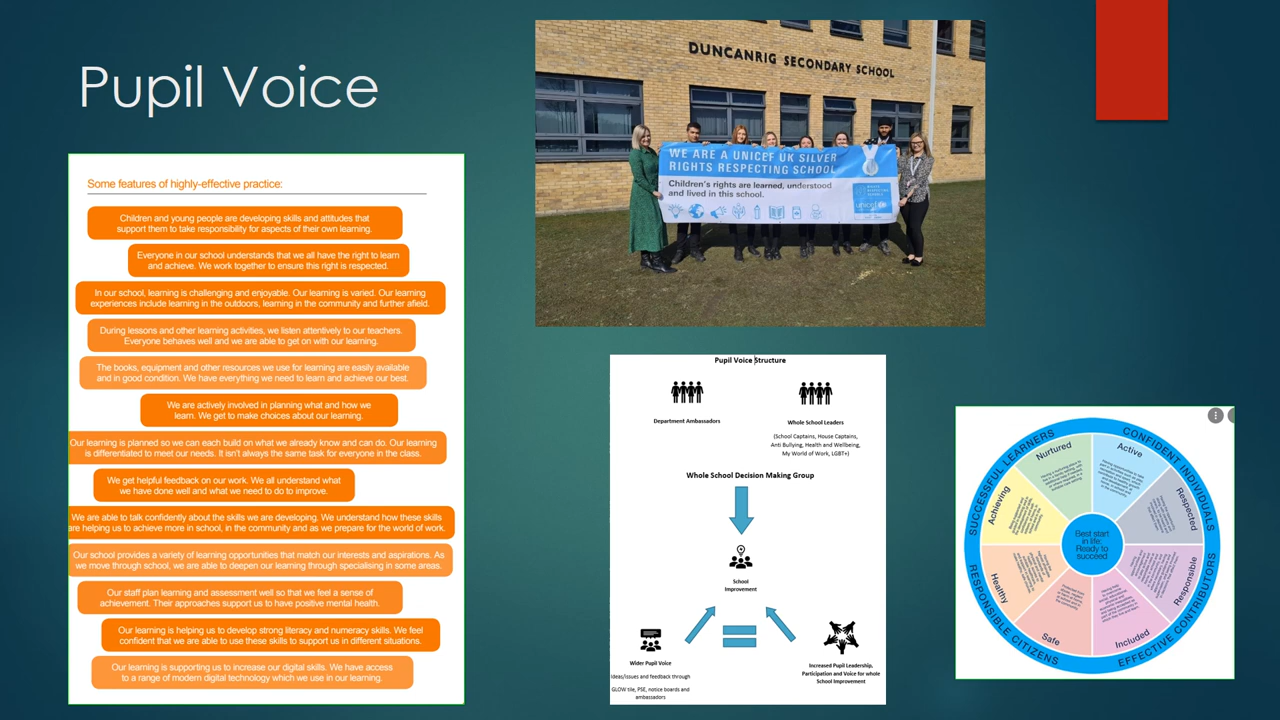 Pupil Voice
Some features of highly-effective practice:
Children and young people are developing skills and attitudes that
support them to take responsibility for aspects of their own learning.
Everyone in our school understands that we all have the right to learn
and achieve. We work together to ensure this right is respected.
In our school, learning is challenging and enjoyable. Our learning is varied. Our learning
experiences include learning in the outdoors, learning in the community and further afield.
During lessons and other learning activities, we listen attentively to our teachers.
Everyone behaves well and we are able to get on with our learning.
The books, equipment and other resources we use for learning are easily available
and in good condition. We have everything we need to learn and achieve our best.
We are actively involved in planning what and how we
learn. We get to make choices about our learning.
Our learning is planned so we can each build on what we already know and can do. Our learning
is differentiated to meet our needs. It isn't always the same task for everyone in the class.
We get helpful feedback on our work. We all understand what
we have done well and what we need to do to improve.
We are able to talk confidently about the skills we are developing. We understand how these skills
are helping us to achieve more in school, in the community and as we prepare for the world of work.
Our school provides a variety of learning opportunities that match our interests and aspirations. As
we move through school, we are able to deepen our learning through specialising in some areas.
Our staff plan learning and assessment well so that we feel a sense of
achievement. Their approaches support us to have positive mental health.
Our learning is helping us to develop strong literacy and numeracy skills. We feel
confident that we are able to use these skills to support us in different situations.
Our learning is supporting us to increase our digital skills. We have access
to a range of modern digital technology which we use in our learning.
DUNCANRIG SECONDARY SCHOOL
WE ARE A UNICEF UK SILVER
RIGHTS RESPECTING SCHOOL
Children's rights are learned, understood
and lived in this school.
unicef
Pupil Voice Structure
Department Ambassadors
Whole School Leaders
(School Captains, House Captains,
Anti Bullying, Health and Wellbeing,
My World of Work, LGBT+)
Whole School Decision Making Group
School
Improvement
Wider Pupil Voice
Ideas/issues and feedback through
GLOW tile, PSE, notice boards and
ambassadors
Increased Pupil Leadership,
Participation and Voice for whole
School Improvement
SUCCESSFUL LEARNERS
CONFIDENT INDIVIDUALS
EFFECTIVE CONTRIBUTORS
RESPONSIBLE CITIZENS
Nurtured
Active
Respected
Responsible
Included
Safe
Healthy
Achieving
Best start
in life:
Ready to
succeed